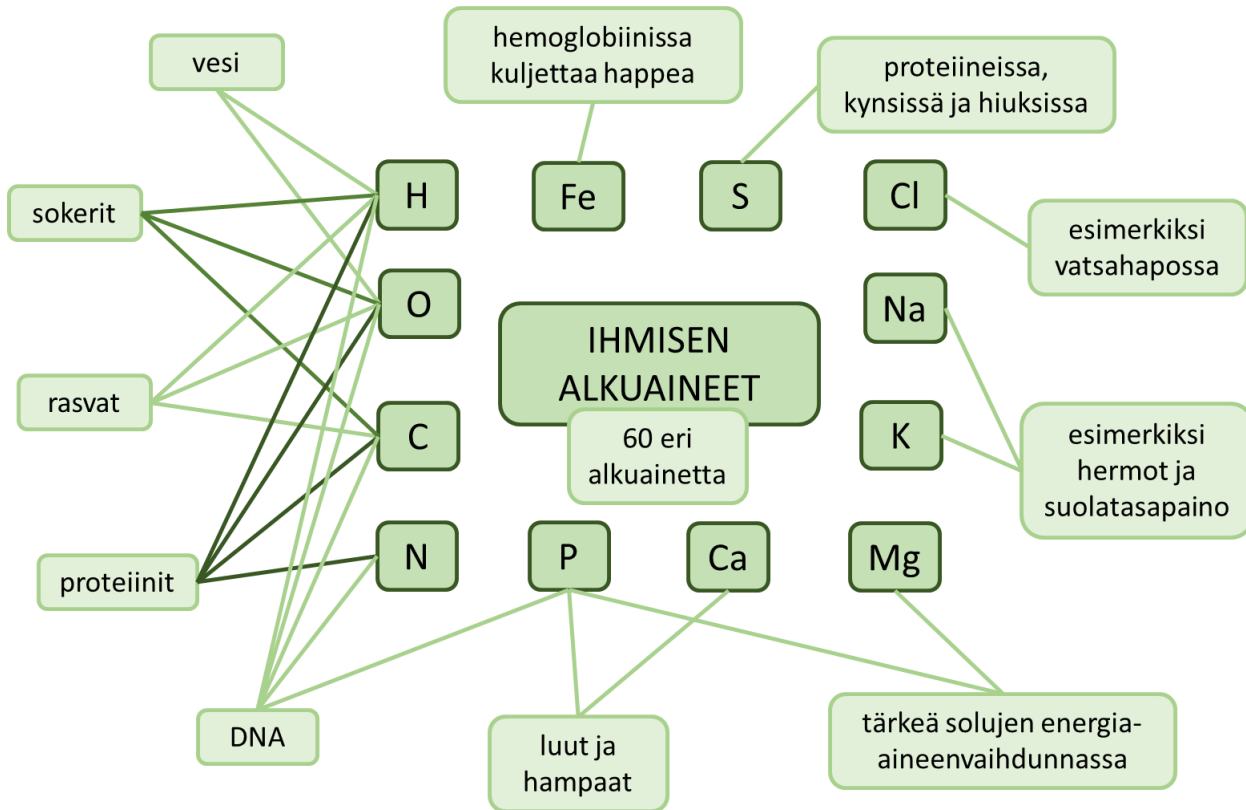 vesi
hemoglobiinissa
kuljettaa happea
proteiineissa,
kynsissä ja hiuksissa
sokerit
H
Fe
S
Cl
esimerkiksi
vatsahapossa
O
IHMISEN
ALKUAINEET
Na
rasvat
C
60 eri
alkuainetta
K
esimerkiksi
hermot ja
suolatasapaino
proteiinit
N
P
Ca
Mg
DNA
luut ja
hampaat
tärkeä solujen energia-
aineenvaihdunnassa